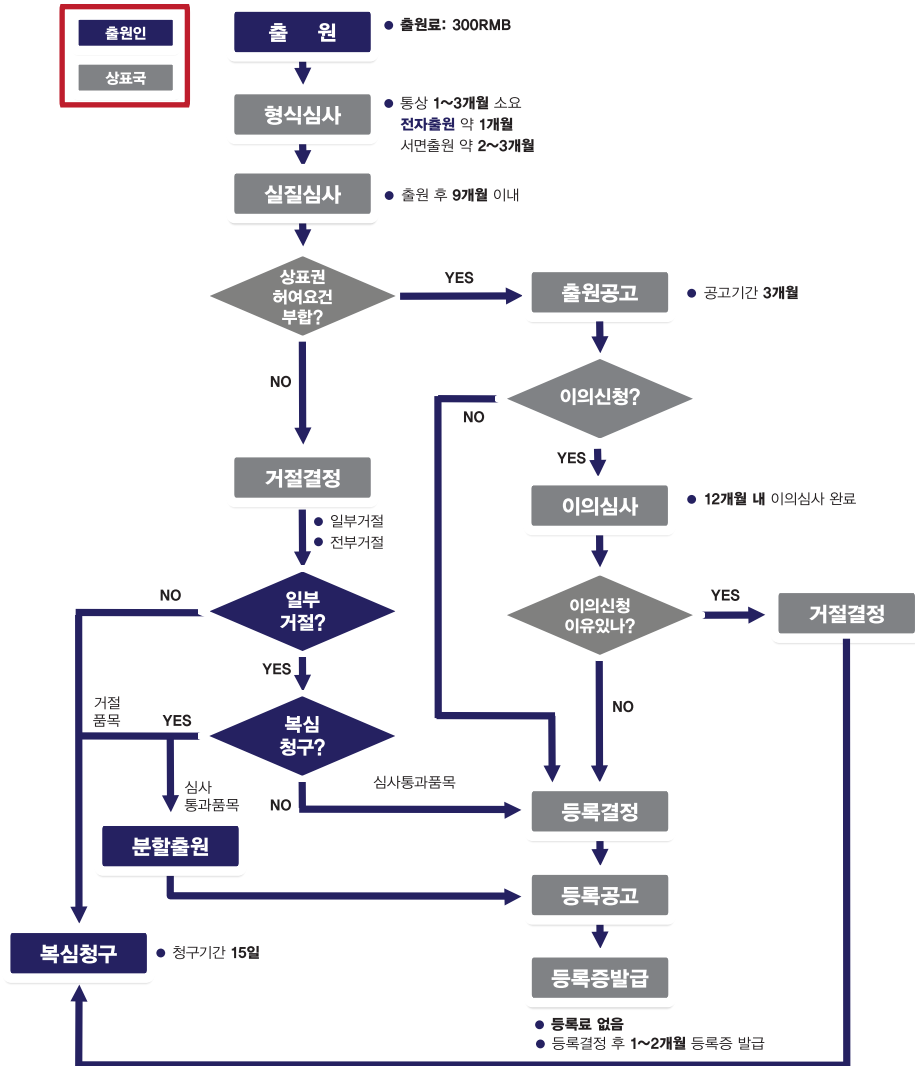 출원인
상표국
출 원
출원료: 300RMB
형식심사
통상 1~3개월 소요
전자출원 약 1개월
서면출원 약 2~3개월
실질심사
출원 후 9개월 이내
상표권
허여요건
부합?
YES
출원공고
공고기간 3개월
NO
이의신청?
NO
YES
거절결정
일부거절
전부거절
이의심사
12개월 내 이의심사 완료
NO
일부
거절?
이의신청
이유있나?
YES
거절결정
YES
NO
거절
품목
YES
복심
청구?
심사
통과품목
NO
심사통과품목
등록결정
분할출원
등록공고
복심청구
청구기간 15일
등록증발급
등록료 없음
등록결정 후 1~2개월 등록증 발급